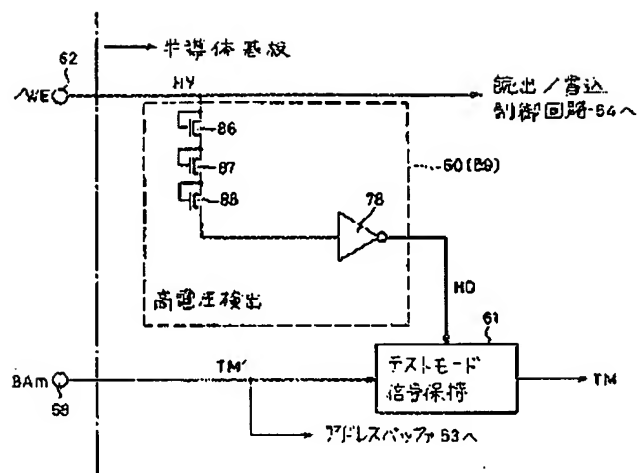 半導体基板
62
/WE
HV
読出/書込
制御回路54へ
86
87
88
60(59)
78
高電圧検出
HD
61
テストモード
信号保持
BAm
TM'
TM
アドレスバッファ53へ